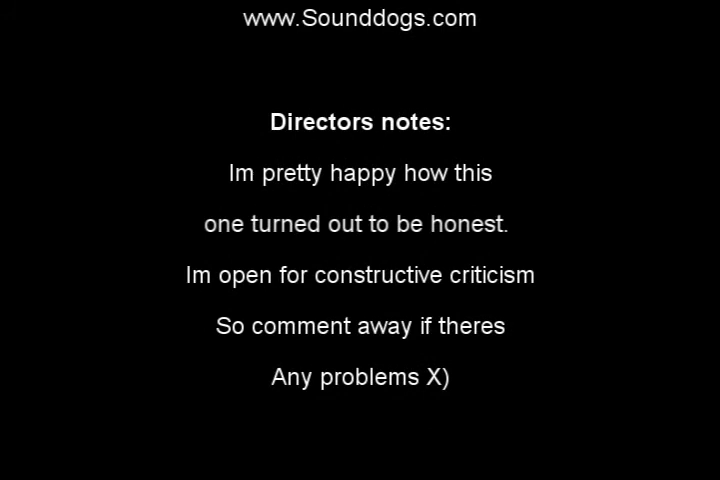 www.Sounddogs.com
Directors notes:
Im pretty happy how this
one turned out to be honest.
Im open for constructive criticism
So comment away if theres
Any problems X)